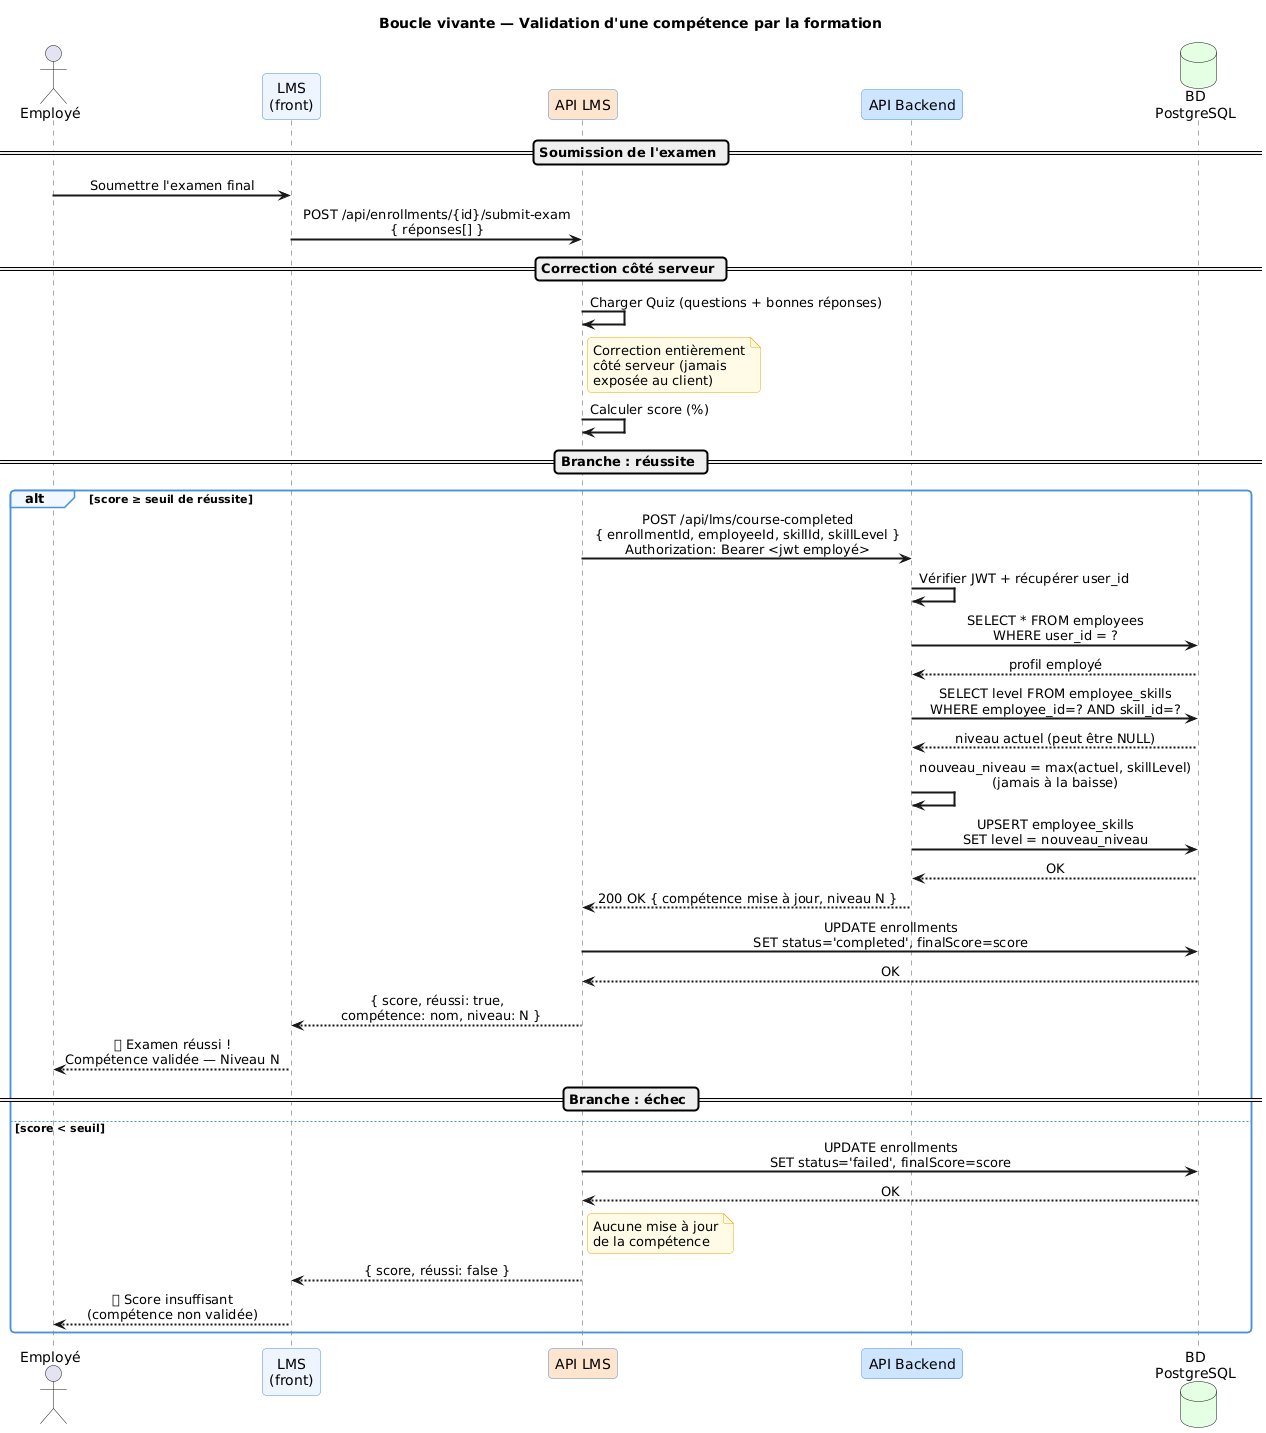 Boucle vivante — Validation d'une compétence par la formation
Employé
LMS
(front)
API LMS
API Backend
BD
PostgreSQL
Soumission de l'examen
Soumettre l'examen final
POST /api/enrollments/{id}/submit-exam
{ réponses[] }
Correction côté serveur
Charger Quiz (questions + bonnes réponses)
Correction entièrement
côté serveur (jamais
exposée au client)
Calculer score (%)
Branche : réussite
alt
[score ≥ seuil de réussite]
POST /api/lms/course-completed
{ enrollmentId, employeeId, skillId, skillLevel }
Authorization: Bearer <jwt employé>
Vérifier JWT + récupérer user_id
SELECT * FROM employees
WHERE user_id = ?
profil employé
SELECT level FROM employee_skills
WHERE employee_id=? AND skill_id=?
niveau actuel (peut être NULL)
nouveau_niveau = max(actuel, skillLevel)
(jamais à la baisse)
UPSERT employee_skills
SET level = nouveau_niveau
OK
200 OK { compétence mise à jour, niveau N }
UPDATE enrollments
SET status='completed', finalScore=score
OK
{ score, réussi: true,
compétence: nom, niveau: N }
Examen réussi !
Compétence validée — Niveau N
Branche : échec
[score < seuil]
UPDATE enrollments
SET status='failed', finalScore=score
OK
Aucune mise à jour
de la compétence
{ score, réussi: false }
Score insuffisant
(compétence non validée)
Employé
LMS
(front)
API LMS
API Backend
BD
PostgreSQL